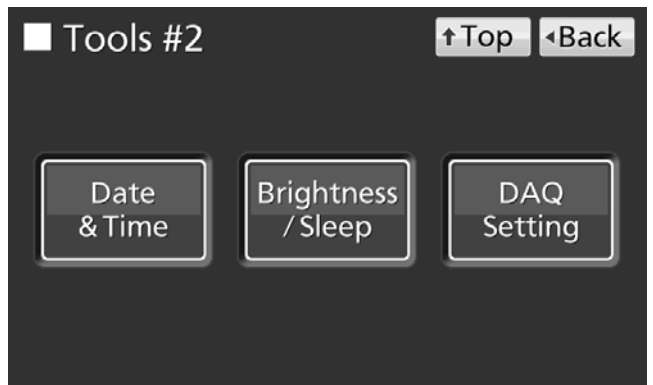 Tools #2
↑Top ◂Back
Date
& Time
Brightness
/ Sleep
DAQ
Setting